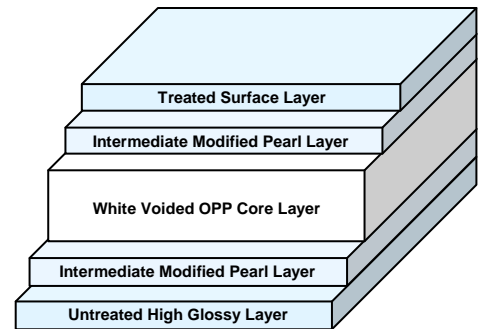 Treated Surface Layer
Intermediate Modified Pearl Layer
White Voided OPP Core Layer
Intermediate Modified Pearl Layer
Untreated High Glossy Layer